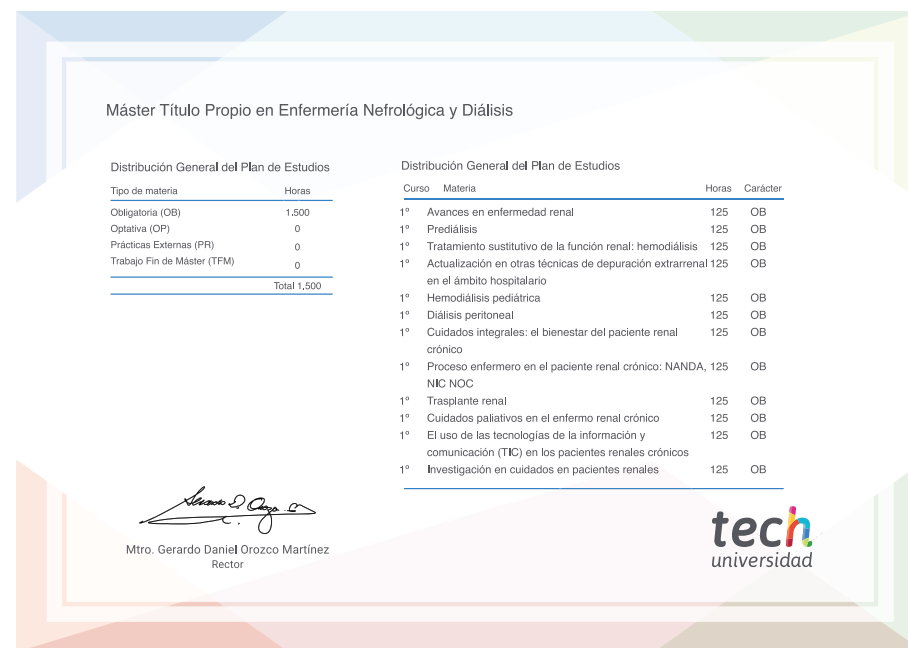 Máster Título Propio en Enfermería Nefrológica y Diálisis
Distribución General del Plan de Estudios
Tipo de materia Horas
Obligatoria (OB) 1.500
Optativa (OP) 0
Prácticas Externas (PR) 0
Trabajo Fin de Máster (TFM) 0
Total 1,500
Distribución General del Plan de Estudios
Curso Materia Horas Carácter
1º Avances en enfermedad renal 125 OB
1º Prediálisis 125 OB
1º Tratamiento sustitutivo de la función renal: hemodiálisis 125 OB
1º Actualización en otras técnicas de depuración extrarrenal 125 OB
en el ámbito hospitalario
1º Hemodiálisis pediátrica 125 OB
1º Diálisis peritoneal 125 OB
1º Cuidados integrales: el bienestar del paciente renal 125 OB
crónico
1º Proceso enfermero en el paciente renal crónico: NANDA, 125 OB
NIC NOC
1º Trasplante renal 125 OB
1º Cuidados paliativos en el enfermo renal crónico 125 OB
1º El uso de las tecnologías de la información y 125 OB
comunicación (TIC) en los pacientes renales crónicos
1º Investigación en cuidados en pacientes renales 125 OB
Mtro. Gerardo Daniel Orozco Martínez
Rector
tech
universidad